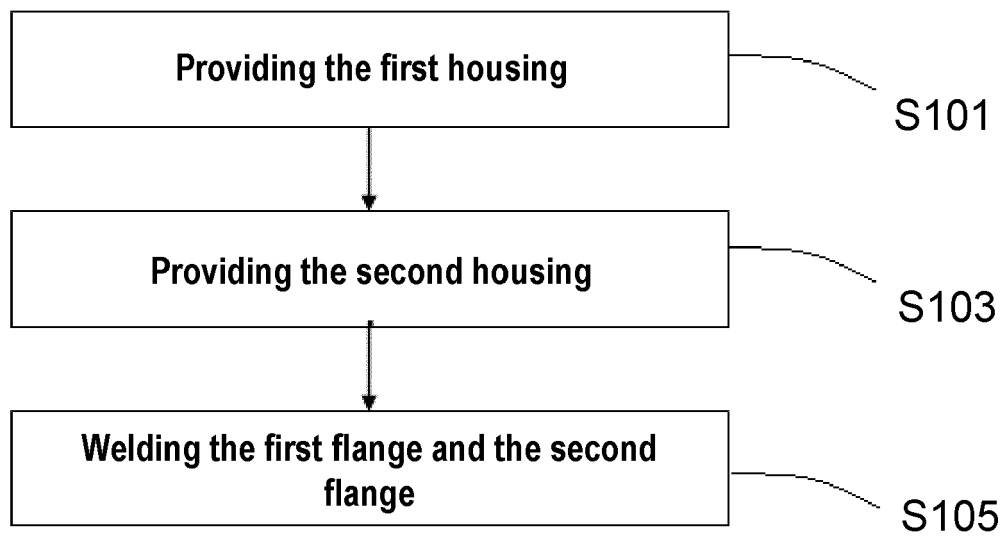 Providing the first housing
S101
Providing the second housing
S103
Welding the first flange and the second
flange
S105